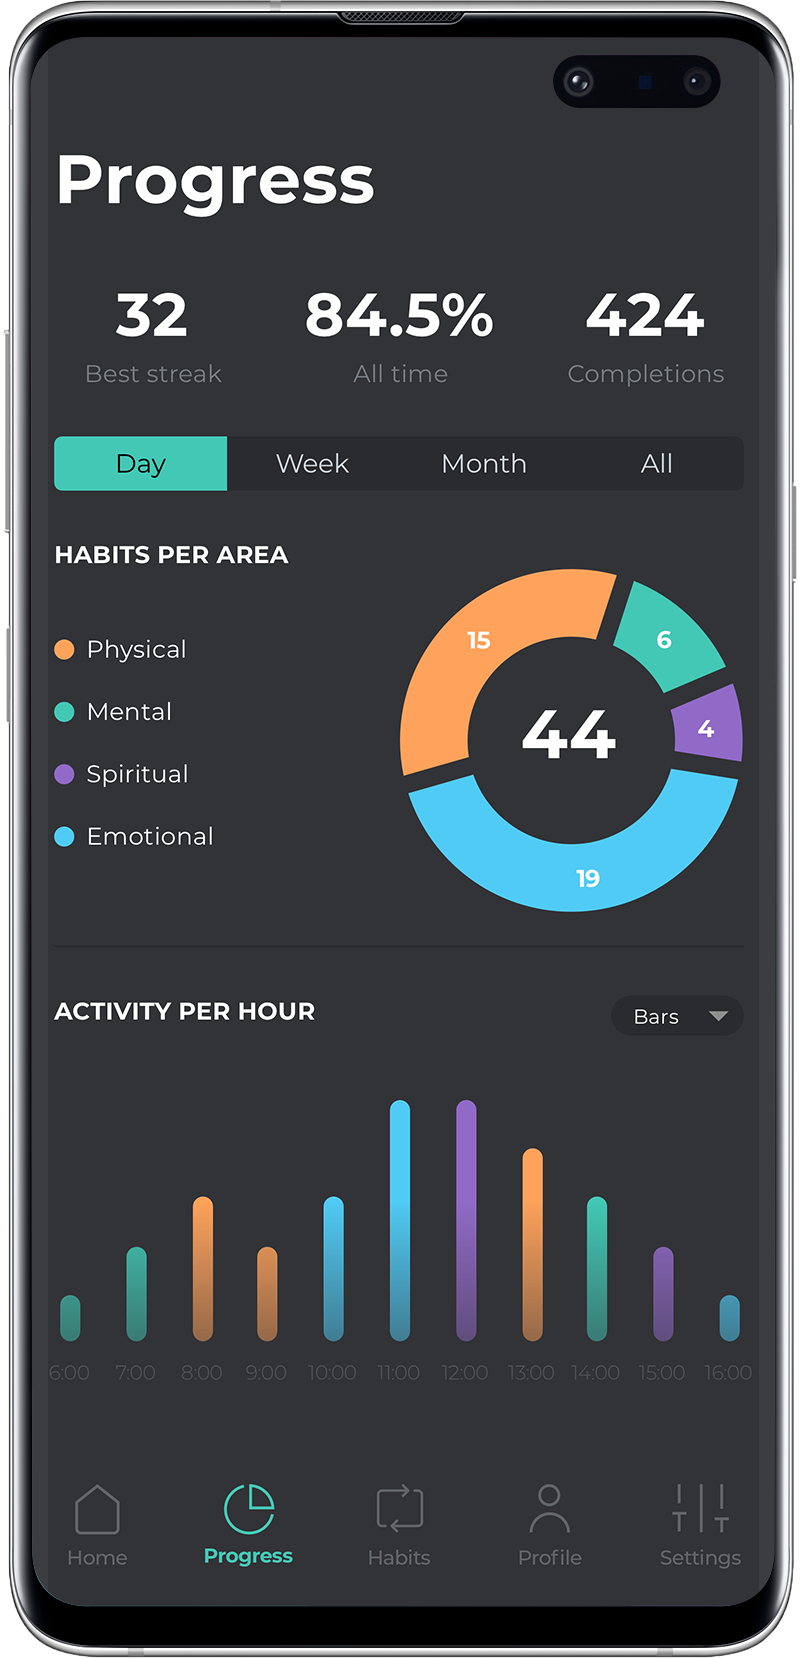 Progress
32 84.5% 424
Best streak All time Completions
Day Week Month All
HABITS PER AREA
Physical
Mental
Spiritual
Emotional
15
6
4
44
19
ACTIVITY PER HOUR
Bars
6:00 7:00 8:00 9:00 10:00 11:00 12:00 13:00 14:00 15:00 16:00
Home Progress Habits Profile Settings